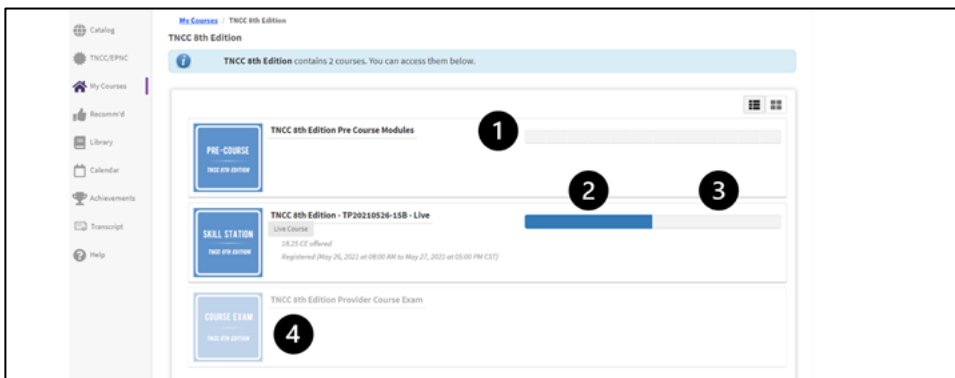 My Courses / TNCC 8th Edition
TNCC 8th Edition
TNCC 8th Edition contains 2 courses. You can access them below.
Catalog
TNCC/EPNC
My Courses
Recomm'd
Library
Calendar
Achievements
Transcript
Help
PRE-COURSE
TNCC 8TH EDITION
TNCC 8th Edition Pre Course Modules
1
2
3
SKILL STATION
TNCC 8TH EDITION
TNCC 8th Edition - TP20210526-15B - Live
Live Course
18.25 CE offered
Registered (May 26, 2021 at 08:00 AM to May 27, 2021 at 05:00 PM CST)
COURSE EXAM
TNCC 8TH EDITION
TNCC 8th Edition Provider Course Exam
4